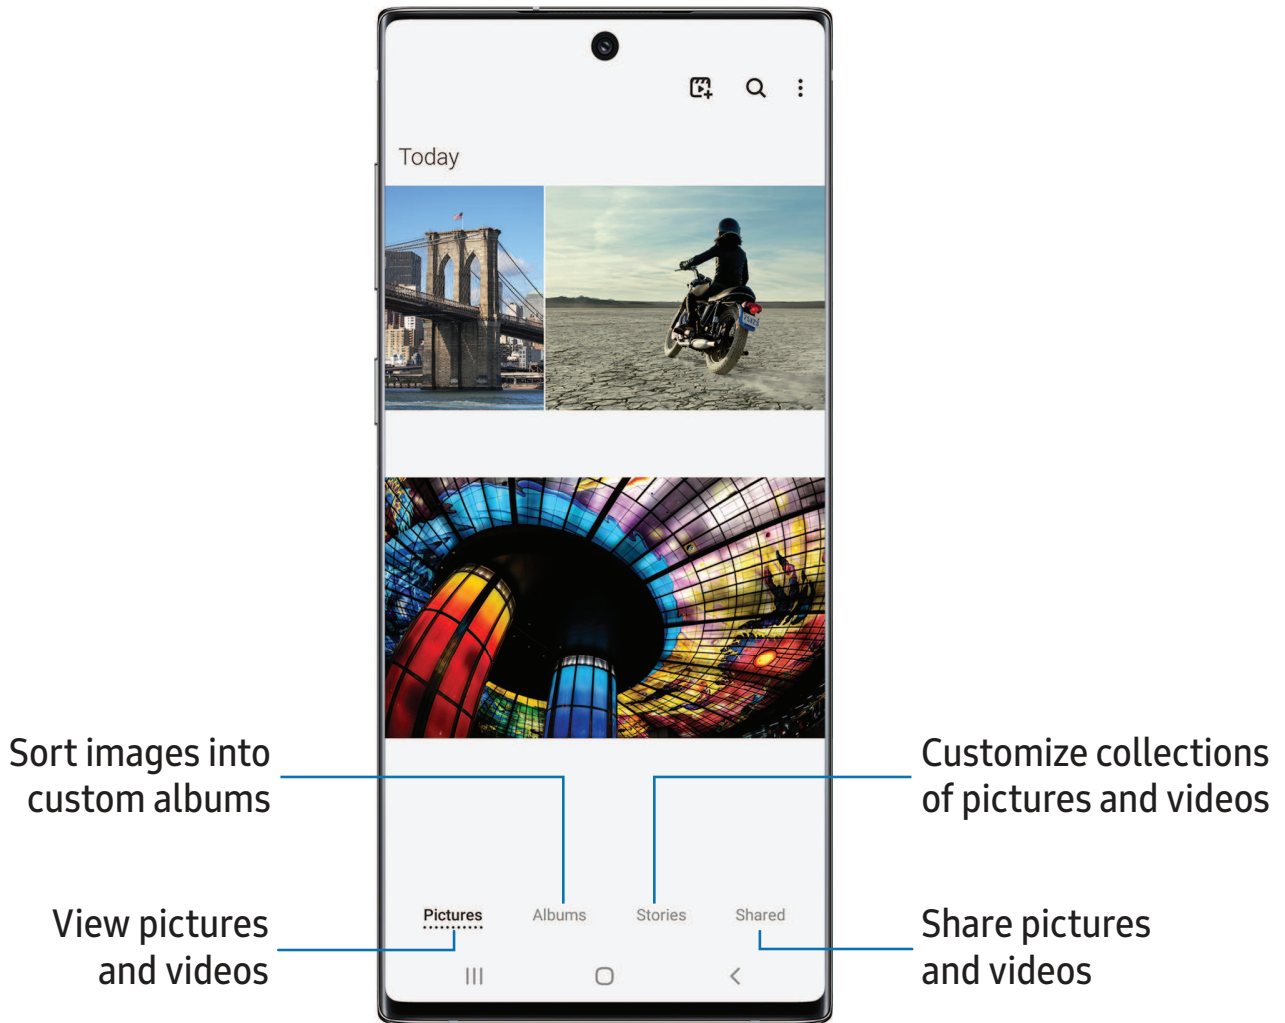 Today
Sort images into
custom albums
Customize collections
of pictures and videos
Pictures
Albums
Stories
Shared
View pictures
and videos
Share pictures
and videos